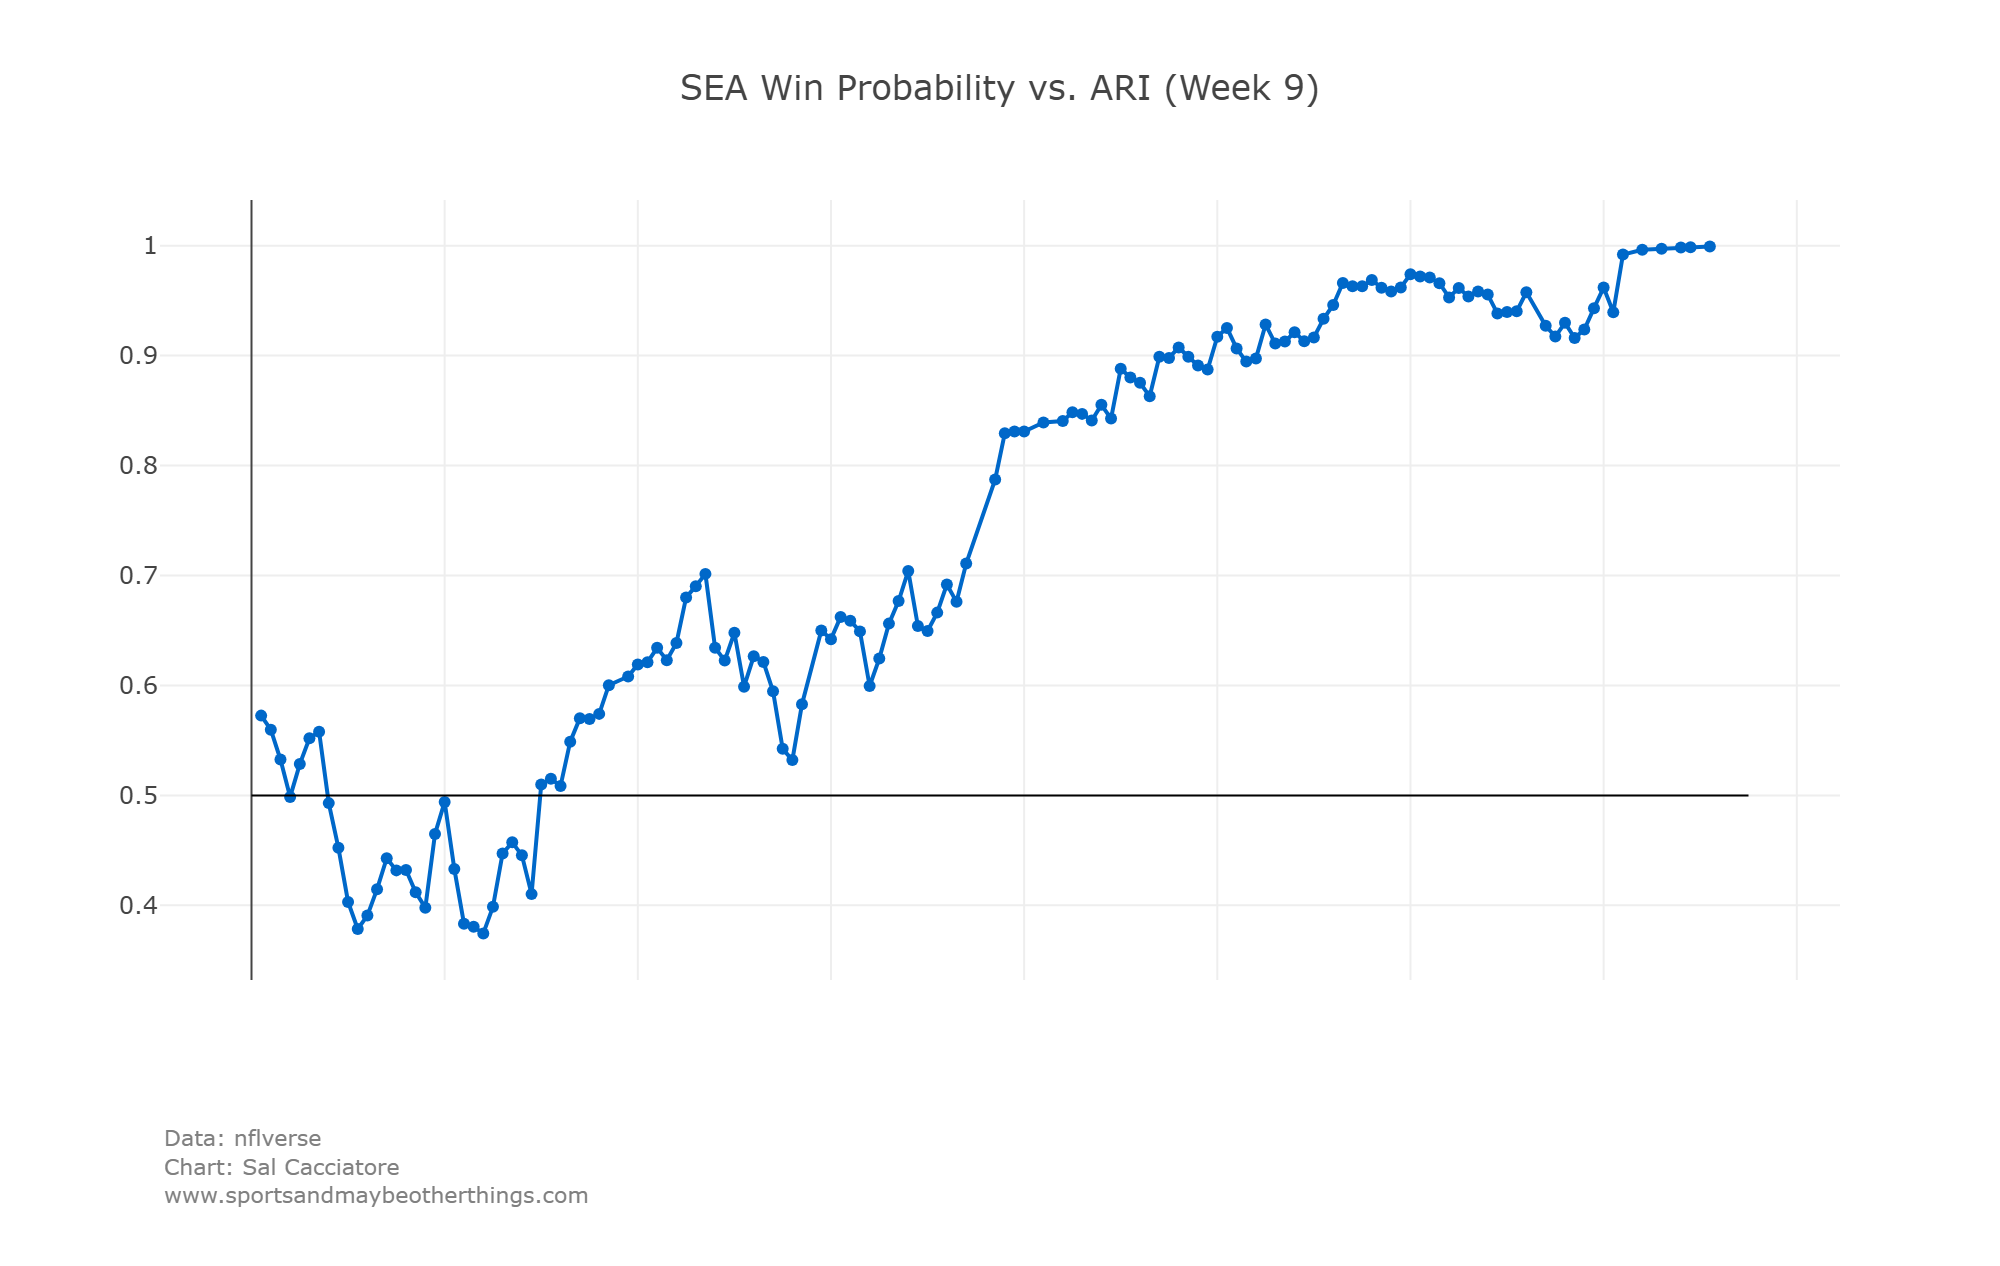 SEA Win Probability vs. ARI (Week 9)
1
0.9
0.8
0.7
0.6
0.5
0.4
Data: nflverse
Chart: Sal Cacciatore
www.sportsandmaybeotherthings.com